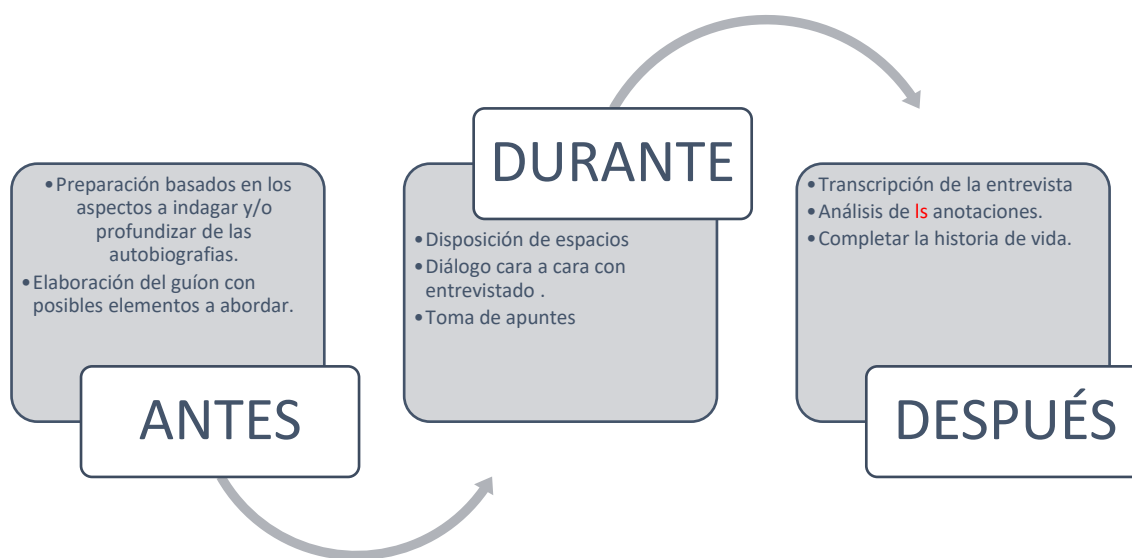 •Preparación basados en los
aspectos a indagar y/o
profundizar de las
autobiografias.
•Elaboración del guíon con
posibles elementos a abordar.
ANTES
DURANTE
•Disposición de espacios
•Diálogo cara a cara con
entrevistado .
•Toma de apuntes
•Transcripción de la entrevista
•Análisis de ls anotaciones.
•Completar la historia de vida.
DESPUÉS